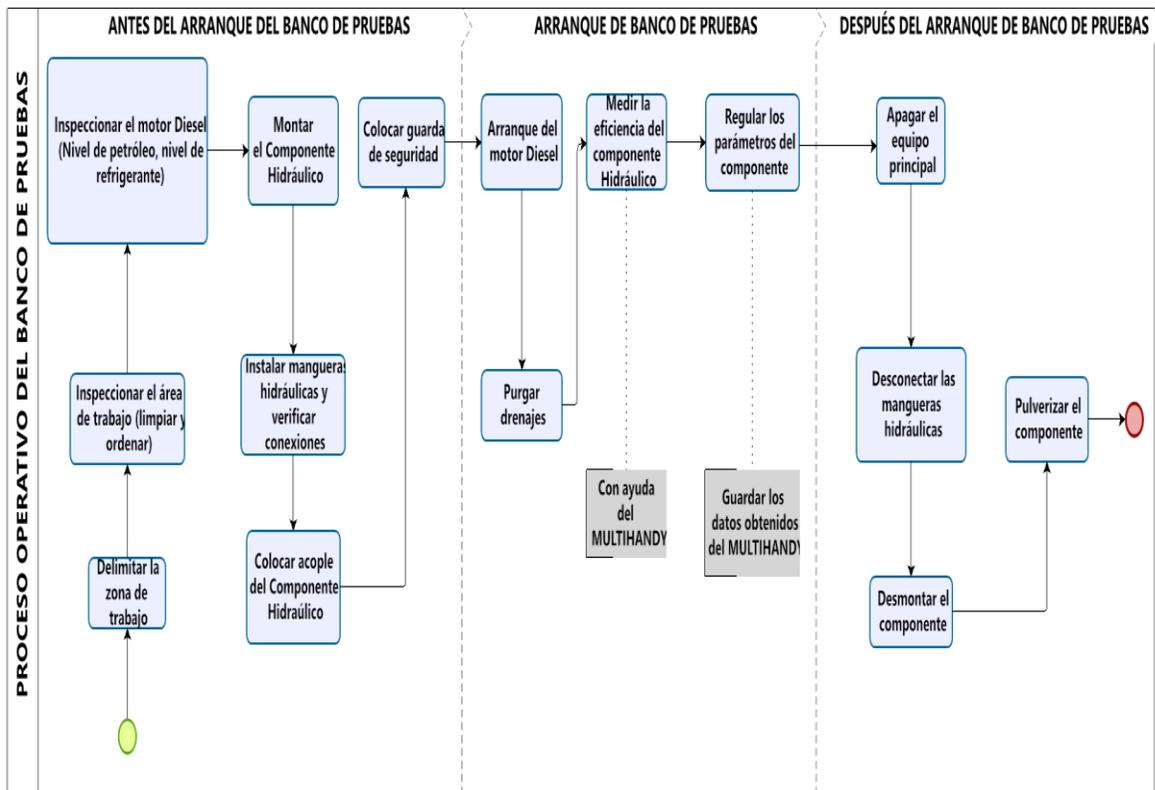 PROCESO OPERATIVO DEL BANCO DE PRUEBAS
ANTES DEL ARRANQUE DEL BANCO DE PRUEBAS
Inspeccionar el motor Diesel
(Nivel de petróleo, nivel de
refrigerante)
Montar
el Componente
Hidráulico
Colocar guarda
de seguridad
Inspeccionar el área
de trabajo (limpiar y
ordenar)
Instalar mangueras
hidráulicas y
verificar
conexiones
Delimitar la
zona de
trabajo
Colocar acople
del Componente
Hidraúlico
ARRANQUE DE BANCO DE PRUEBAS
Arranque del
motor Diesel
Medir la
eficiencia del
componente
Hidráulico
Regular los
parámetros del
componente
Purgar
drenajes
Con ayuda
del
MULTIHANDY
Guardar los
datos obtenidos
del MULTIHANDY
DESPUÉS DEL ARRANQUE DE BANCO DE PRUEBAS
Apagar el
equipo
principal
Desconectar las
mangueras
hidráulicas
Pulverizar el
componente
Desmontar el
componente